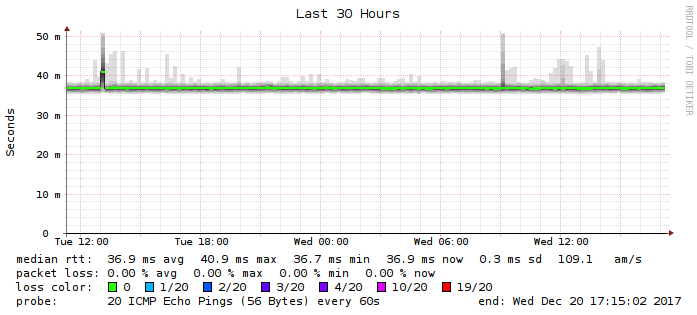 Last 30 Hours
RRDTOOL / TOBI OETIKER
Seconds
50 m
40 m
30 m
20 m
10 m
0
Tue 12:00 Tue 18:00 Wed 00:00 Wed 06:00 Wed 12:00
median rtt: 36.9 ms avg 40.9 ms max 36.7 ms min 36.9 ms now 0.3 ms sd 109.1 am/s
packet loss: 0.00 % avg 0.00 % max 0.00 % min 0.00 % now
loss color: 0 1/20 2/20 3/20 4/20 10/20 19/20
probe: 20 ICMP Echo Pings (56 Bytes) every 60s end: Wed Dec 20 17:15:02 2017